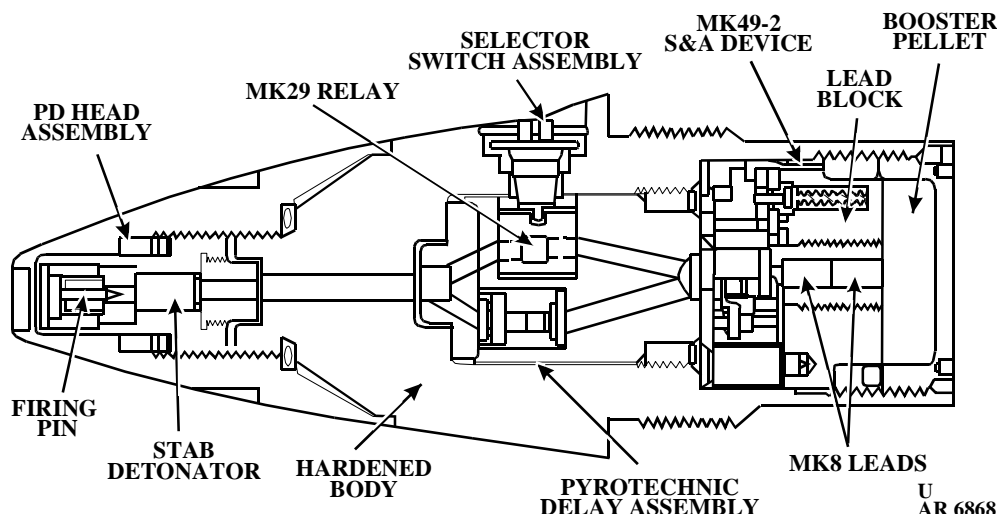 MK49-2
S&A DEVICE
BOOSTER
PELLET
SELECTOR
SWITCH ASSEMBLY
LEAD
BLOCK
MK29 RELAY
PD HEAD
ASSEMBLY
FIRING
PIN
STAB
DETONATOR
HARDENED
BODY
PYROTECHNIC
DELAY ASSEMBLY
MK8 LEADS
U
AR 6868